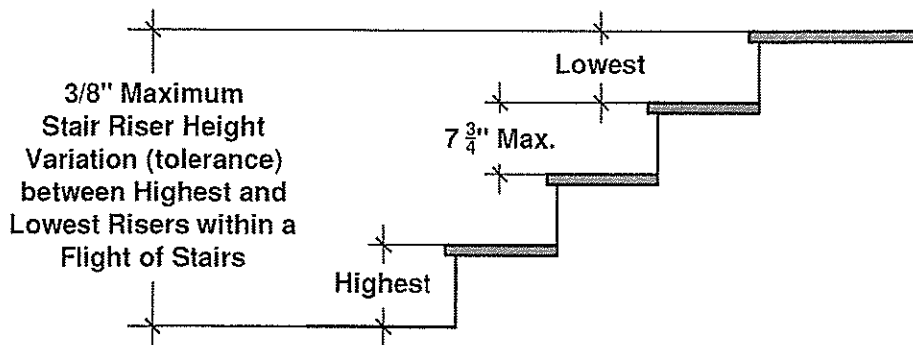 3/8" Maximum
Stair Riser Height
Variation (tolerance)
between Highest and
Lowest Risers within a
Flight of Stairs
Lowest
7 3/4" Max.
Highest